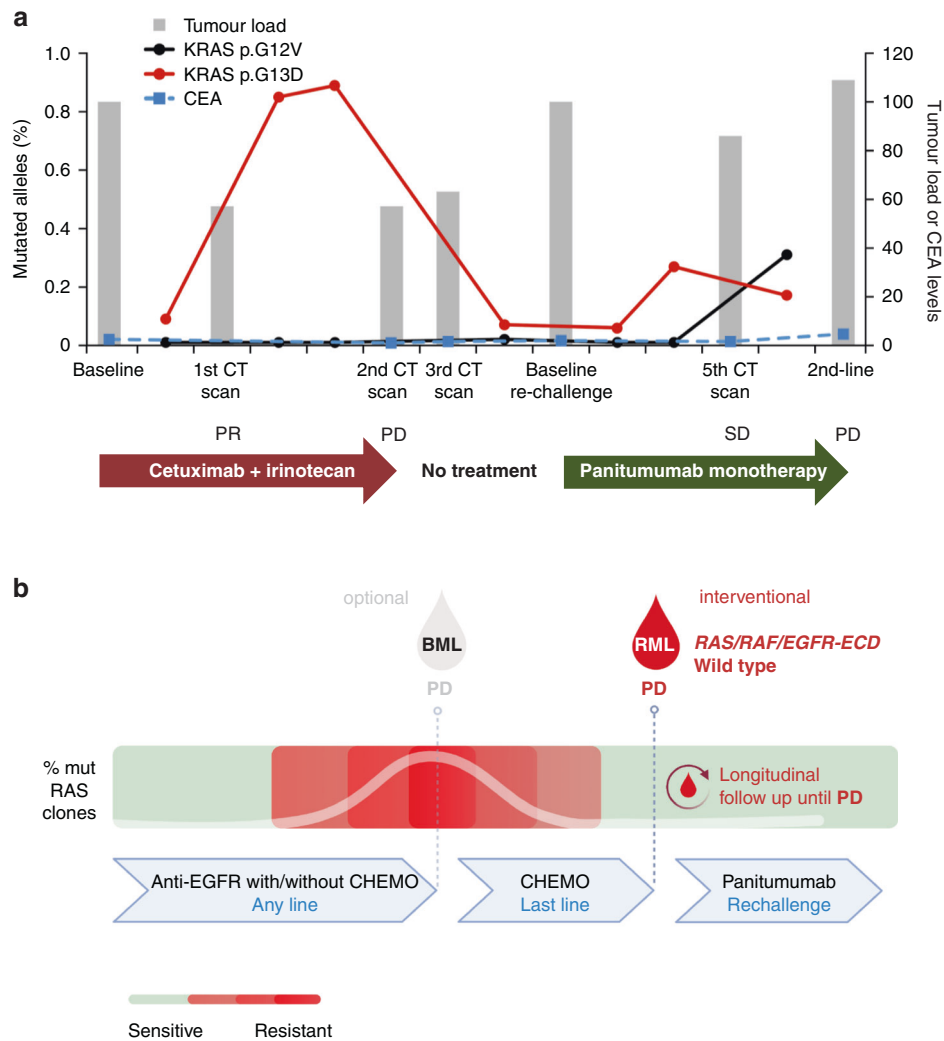 a
Tumour load
KRAS p.G12V
KRAS p.G13D
CEA
Mutated alleles (%)
1.0
0.8
0.6
0.4
0.2
0
120
100
80
60
40
20
0
Tumour load or CEA levels
Baseline
1st CT
scan
2nd CT
scan
3rd CT
scan
Baseline
re-challenge
5th CT
scan
2nd-line
PR
PD
SD
PD
Cetuximab + irinotecan
No treatment
Panitumumab monotherapy
b
optional
BML
PD
interventional
RML
RAS/RAF/EGFR-ECD
Wild type
PD
% mut
RAS
clones
Longitudinal
follow up until PD
Anti-EGFR with/without CHEMO
Any line
CHEMO
Last line
Panitumumab
Rechallenge
Sensitive
Resistant